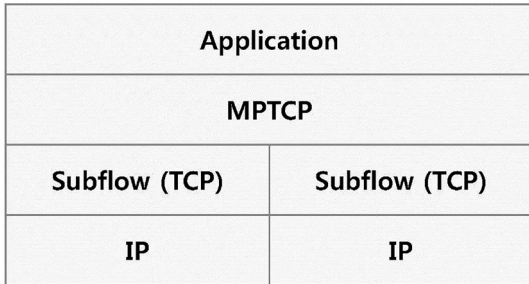 Application
MPTCP
Subflow (TCP) Subflow (TCP)
IP IP